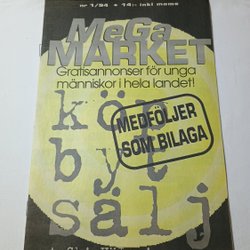 nr 1/94 • 14:- inkl moms
MeGa
MARKET
Gratisannonser för unga
människor i hela landet!
köp
MEDFÖLJER
SOM BILAGA
byt
sälj